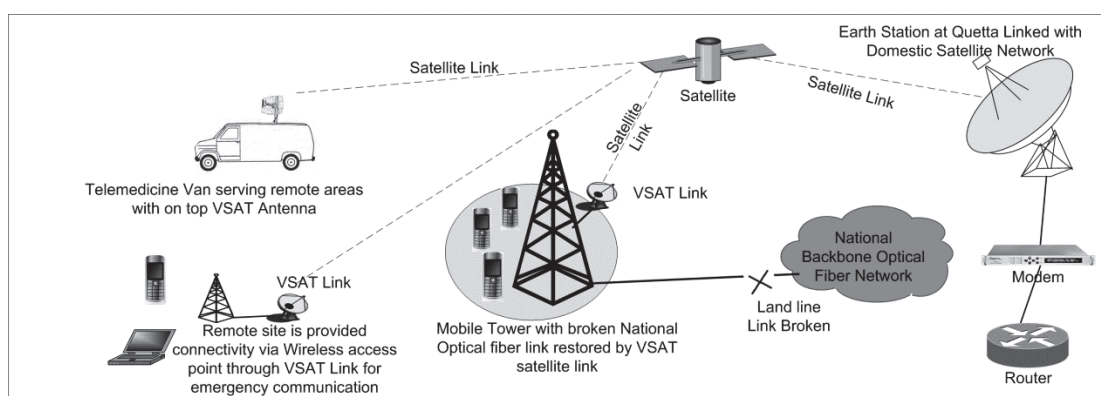 Earth Station at Quetta Linked with
Domestic Satellite Network
Satellite Link
Satellite
Satellite Link
Satellite
Link
Telemedicine Van serving remote areas
with on top VSAT Antenna
VSAT Link
National
Backbone Optical
Fiber Network
Modem
VSAT Link
Land line
Link Broken
Remote site is provided
connectivity via Wireless access
point through VSAT Link for
emergency communication
Mobile Tower with broken National
Optical fiber link restored by VSAT
satellite link
Router